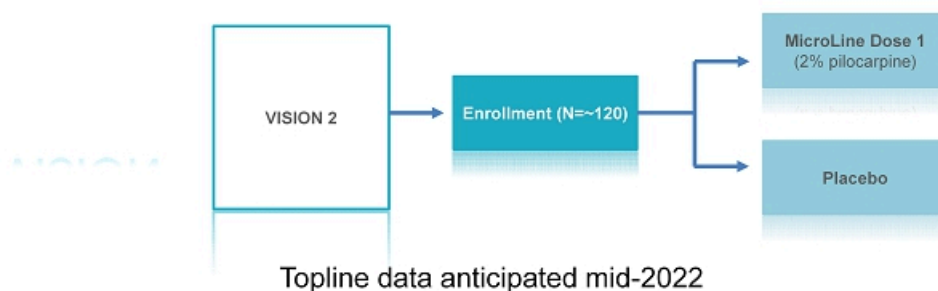 VISION 2
Enrollment (N=~120)
MicroLine Dose 1
(2% pilocarpine)
Placebo
Topline data anticipated mid-2022